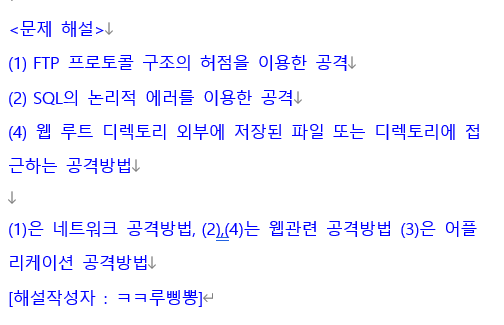 <문제 해설>
(1) FTP 프로토콜 구조의 허점을 이용한 공격
(2) SQL의 논리적 에러를 이용한 공격
(4) 웹 루트 디렉토리 외부에 저장된 파일 또는 디렉토리에 접
근하는 공격방법
(1)은 네트워크 공격방법, (2),(4)는 웹관련 공격방법 (3)은 어플
리케이션 공격방법
[해설작성자 : ㅋㅋ루삥뽕]